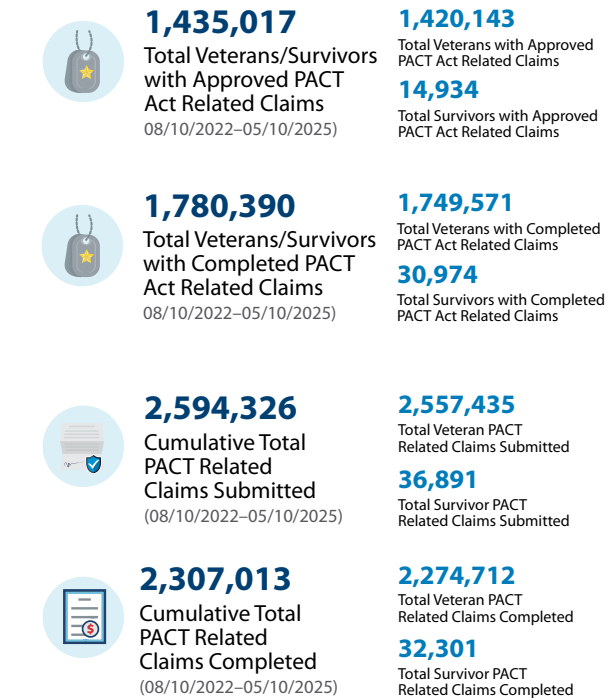 1,435,017
Total Veterans/Survivors
with Approved PACT
Act Related Claims
08/10/2022–05/10/2025)
1,420,143
Total Veterans with Approved
PACT Act Related Claims
14,934
Total Survivors with Approved
PACT Act Related Claims
1,780,390
Total Veterans/Survivors
with Completed PACT
Act Related Claims
08/10/2022–05/10/2025)
1,749,571
Total Veterans with Completed
PACT Act Related Claims
30,974
Total Survivors with Completed
PACT Act Related Claims
2,594,326
Cumulative Total
PACT Related
Claims Submitted
(08/10/2022–05/10/2025)
2,557,435
Total Veteran PACT
Related Claims Submitted
36,891
Total Survivor PACT
Related Claims Submitted
2,307,013
Cumulative Total
PACT Related
Claims Completed
(08/10/2022–05/10/2025)
2,274,712
Total Veteran PACT
Related Claims Completed
32,301
Total Survivor PACT
Related Claims Completed